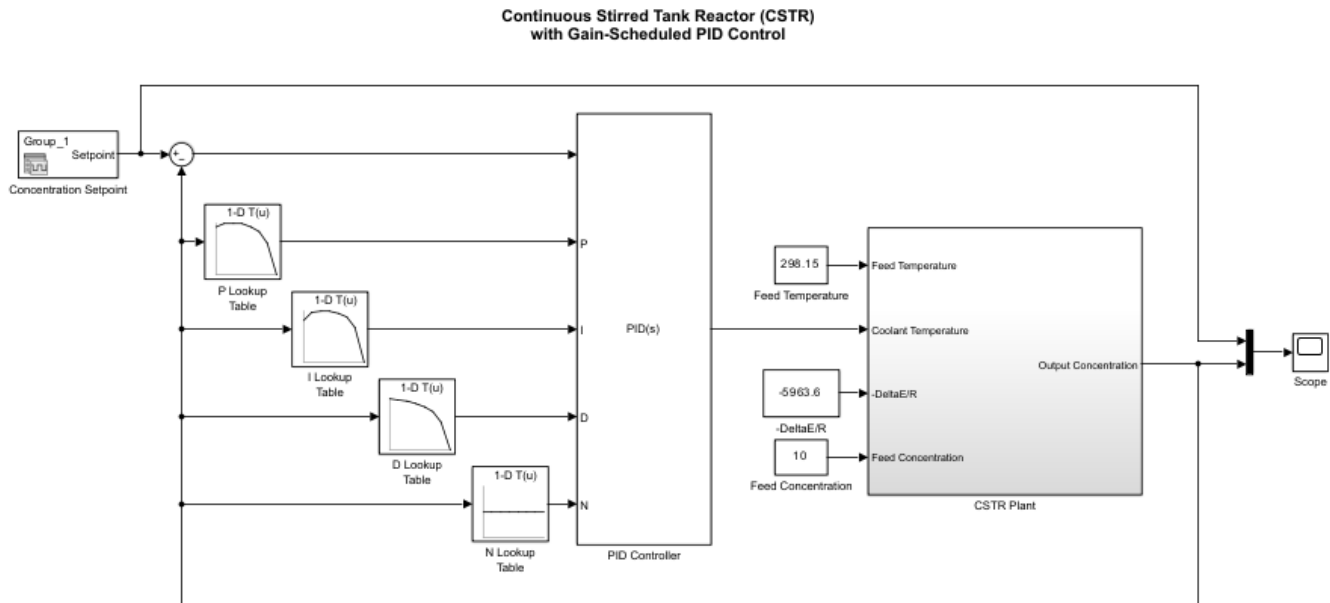 Continuous Stirred Tank Reactor (CSTR)
with Gain-Scheduled PID Control
Group_1
Setpoint
Concentration Setpoint
+
-
1-D T(u)
P Lookup
Table
1-D T(u)
I Lookup
Table
1-D T(u)
D Lookup
Table
1-D T(u)
N Lookup
Table
P
I
D
N
PID(s)
PID Controller
298.15
Feed Temperature
-5963.6
-DeltaE/R
10
Feed Concentration
Feed Temperature
Coolant Temperature
-DeltaE/R
Feed Concentration
Output Concentration
CSTR Plant
Scope